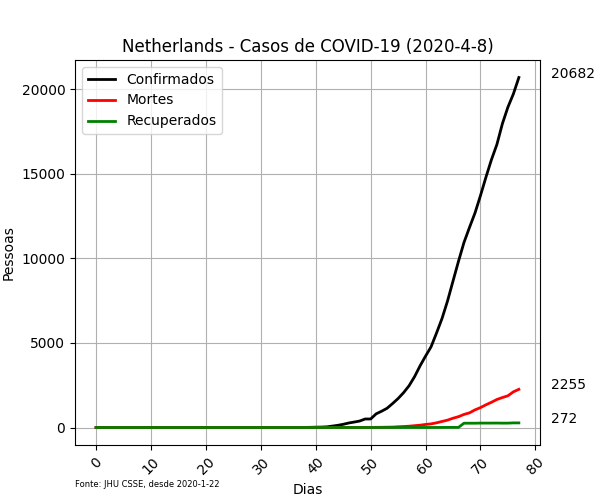 Netherlands - Casos de COVID-19 (2020-4-8)
Confirmados
Mortes
Recuperados
20682
2255
272
20000
15000
10000
5000
0
Pessoas
0 10 20 30 40 50 60 70 80
Dias
Fonte: JHU CSSE, desde 2020-1-22